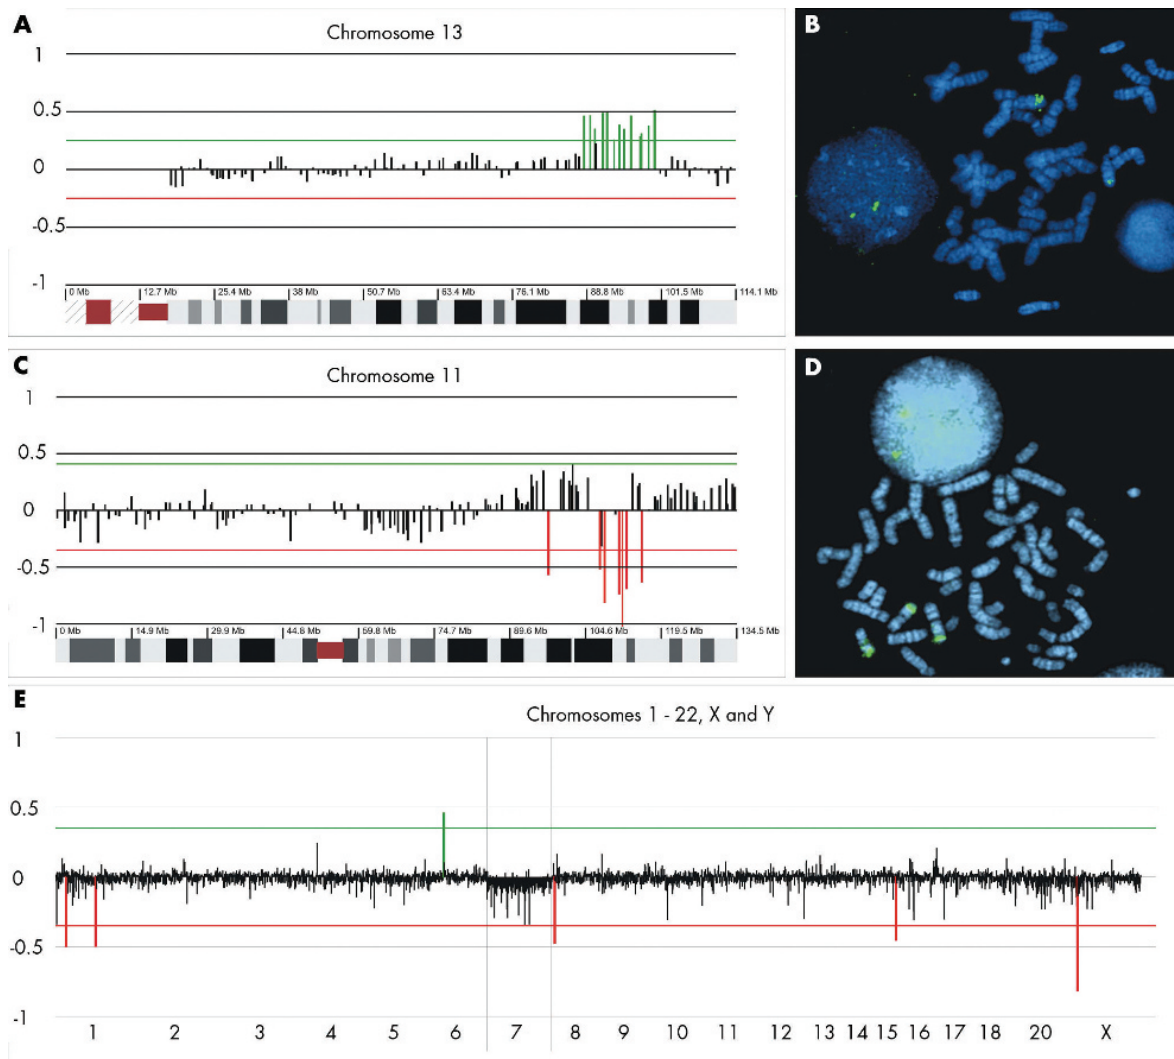 A
Chromosome 13
1
0.5
0
-0.5
-1
0 Mb 12.7 Mb 25.4 Mb 38 Mb 50.7 Mb 63.4 Mb 76.1 Mb 88.8 Mb 101.5 Mb 114.1 Mb
B
C
Chromosome 11
1
0.5
0
-0.5
-1
0 Mb 14.9 Mb 29.9 Mb 44.8 Mb 59.8 Mb 74.7 Mb 89.6 Mb 104.6 Mb 119.5 Mb 134.5 Mb
D
E
Chromosomes 1 - 22, X and Y
1
0.5
0
-0.5
-1
1 2 3 4 5 6 7 8 9 10 11 12 13 14 15 16 17 18 20 X